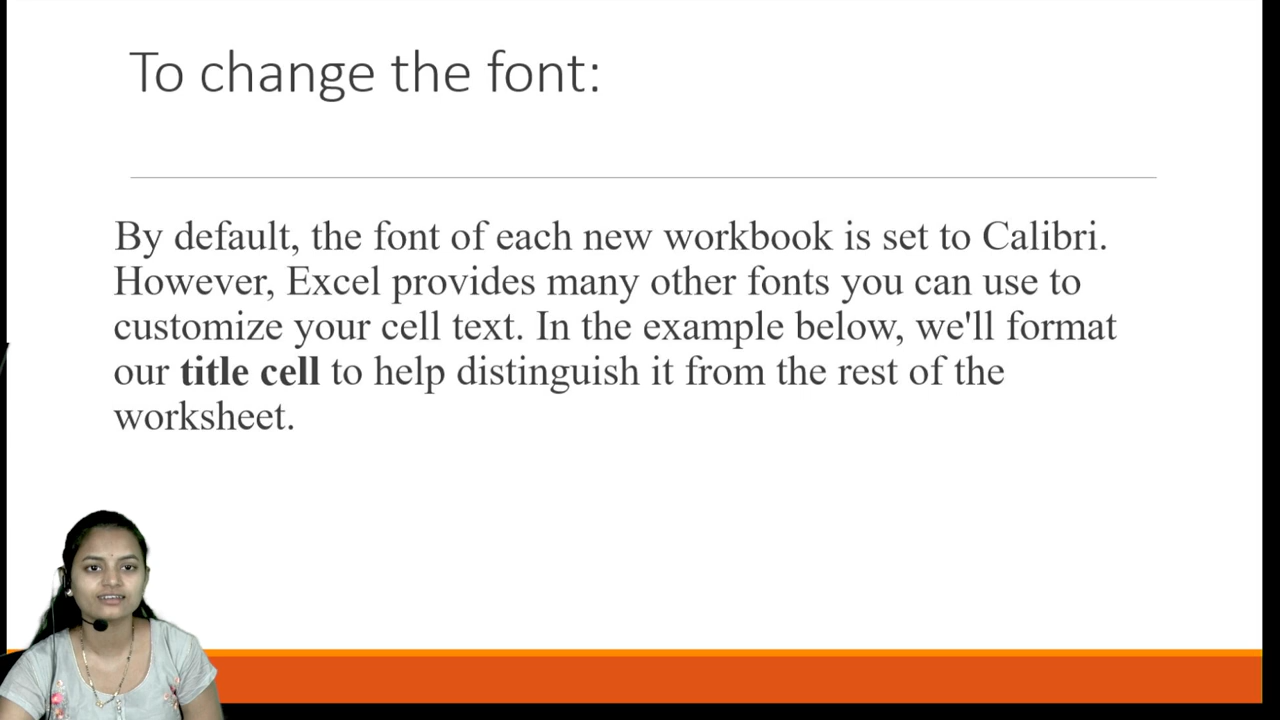 To change the font:
By default, the font of each new workbook is set to Calibri.
However, Excel provides many other fonts you can use to
customize your cell text. In the example below, we'll format
our title cell to help distinguish it from the rest of the
worksheet.